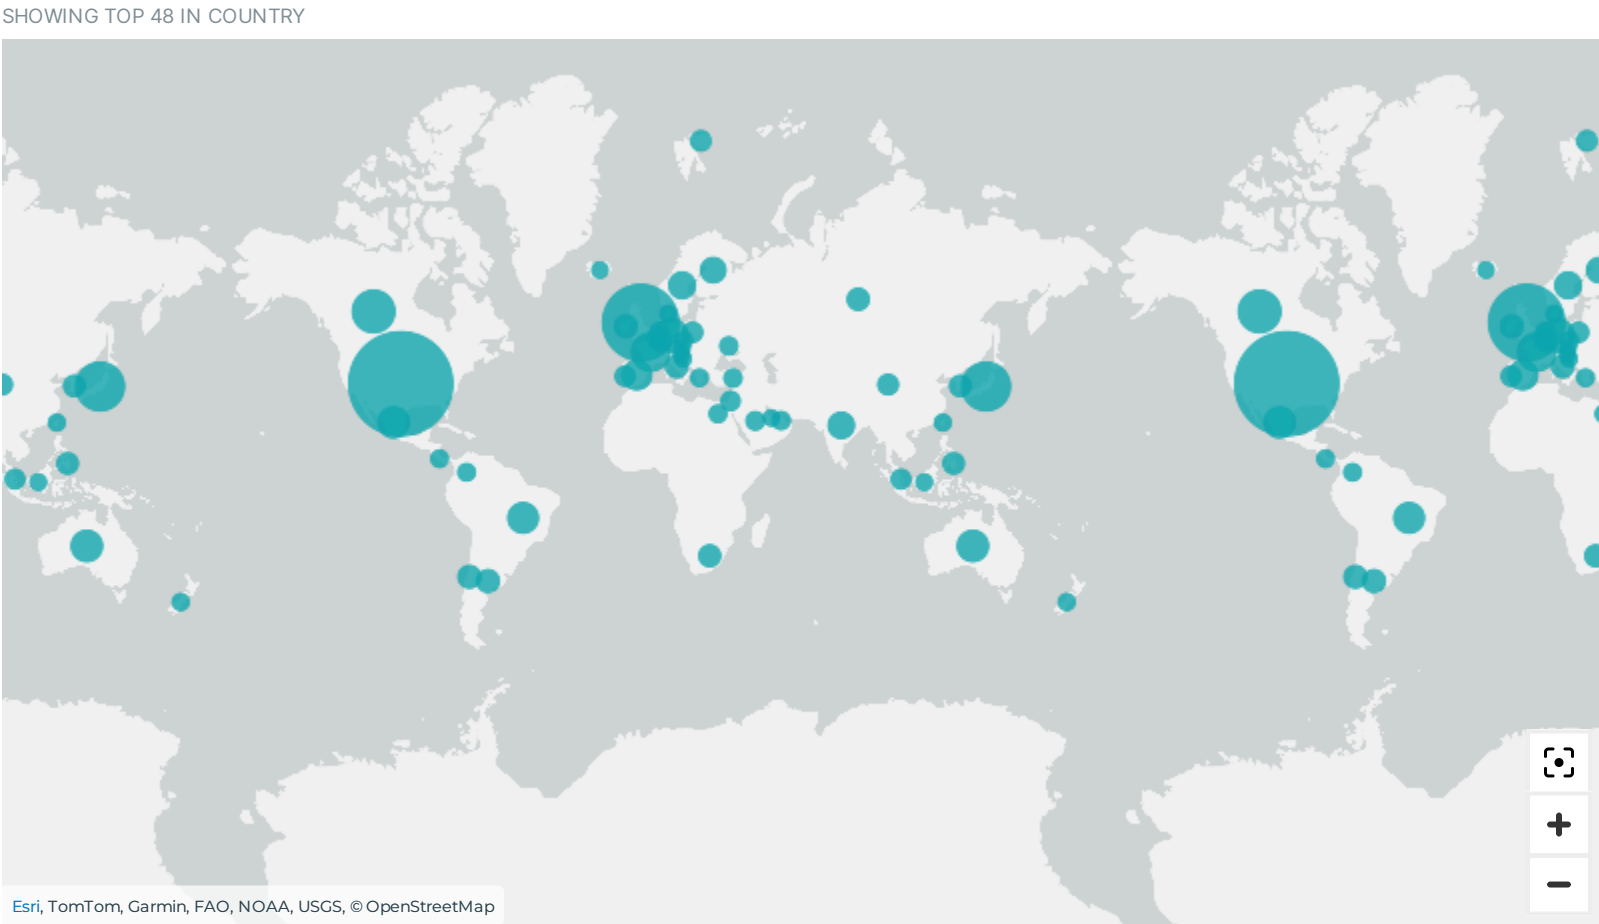 SHOWING TOP 48 IN COUNTRY
Esri, TomTom, Garmin, FAO, NOAA, USGS, © OpenStreetMap